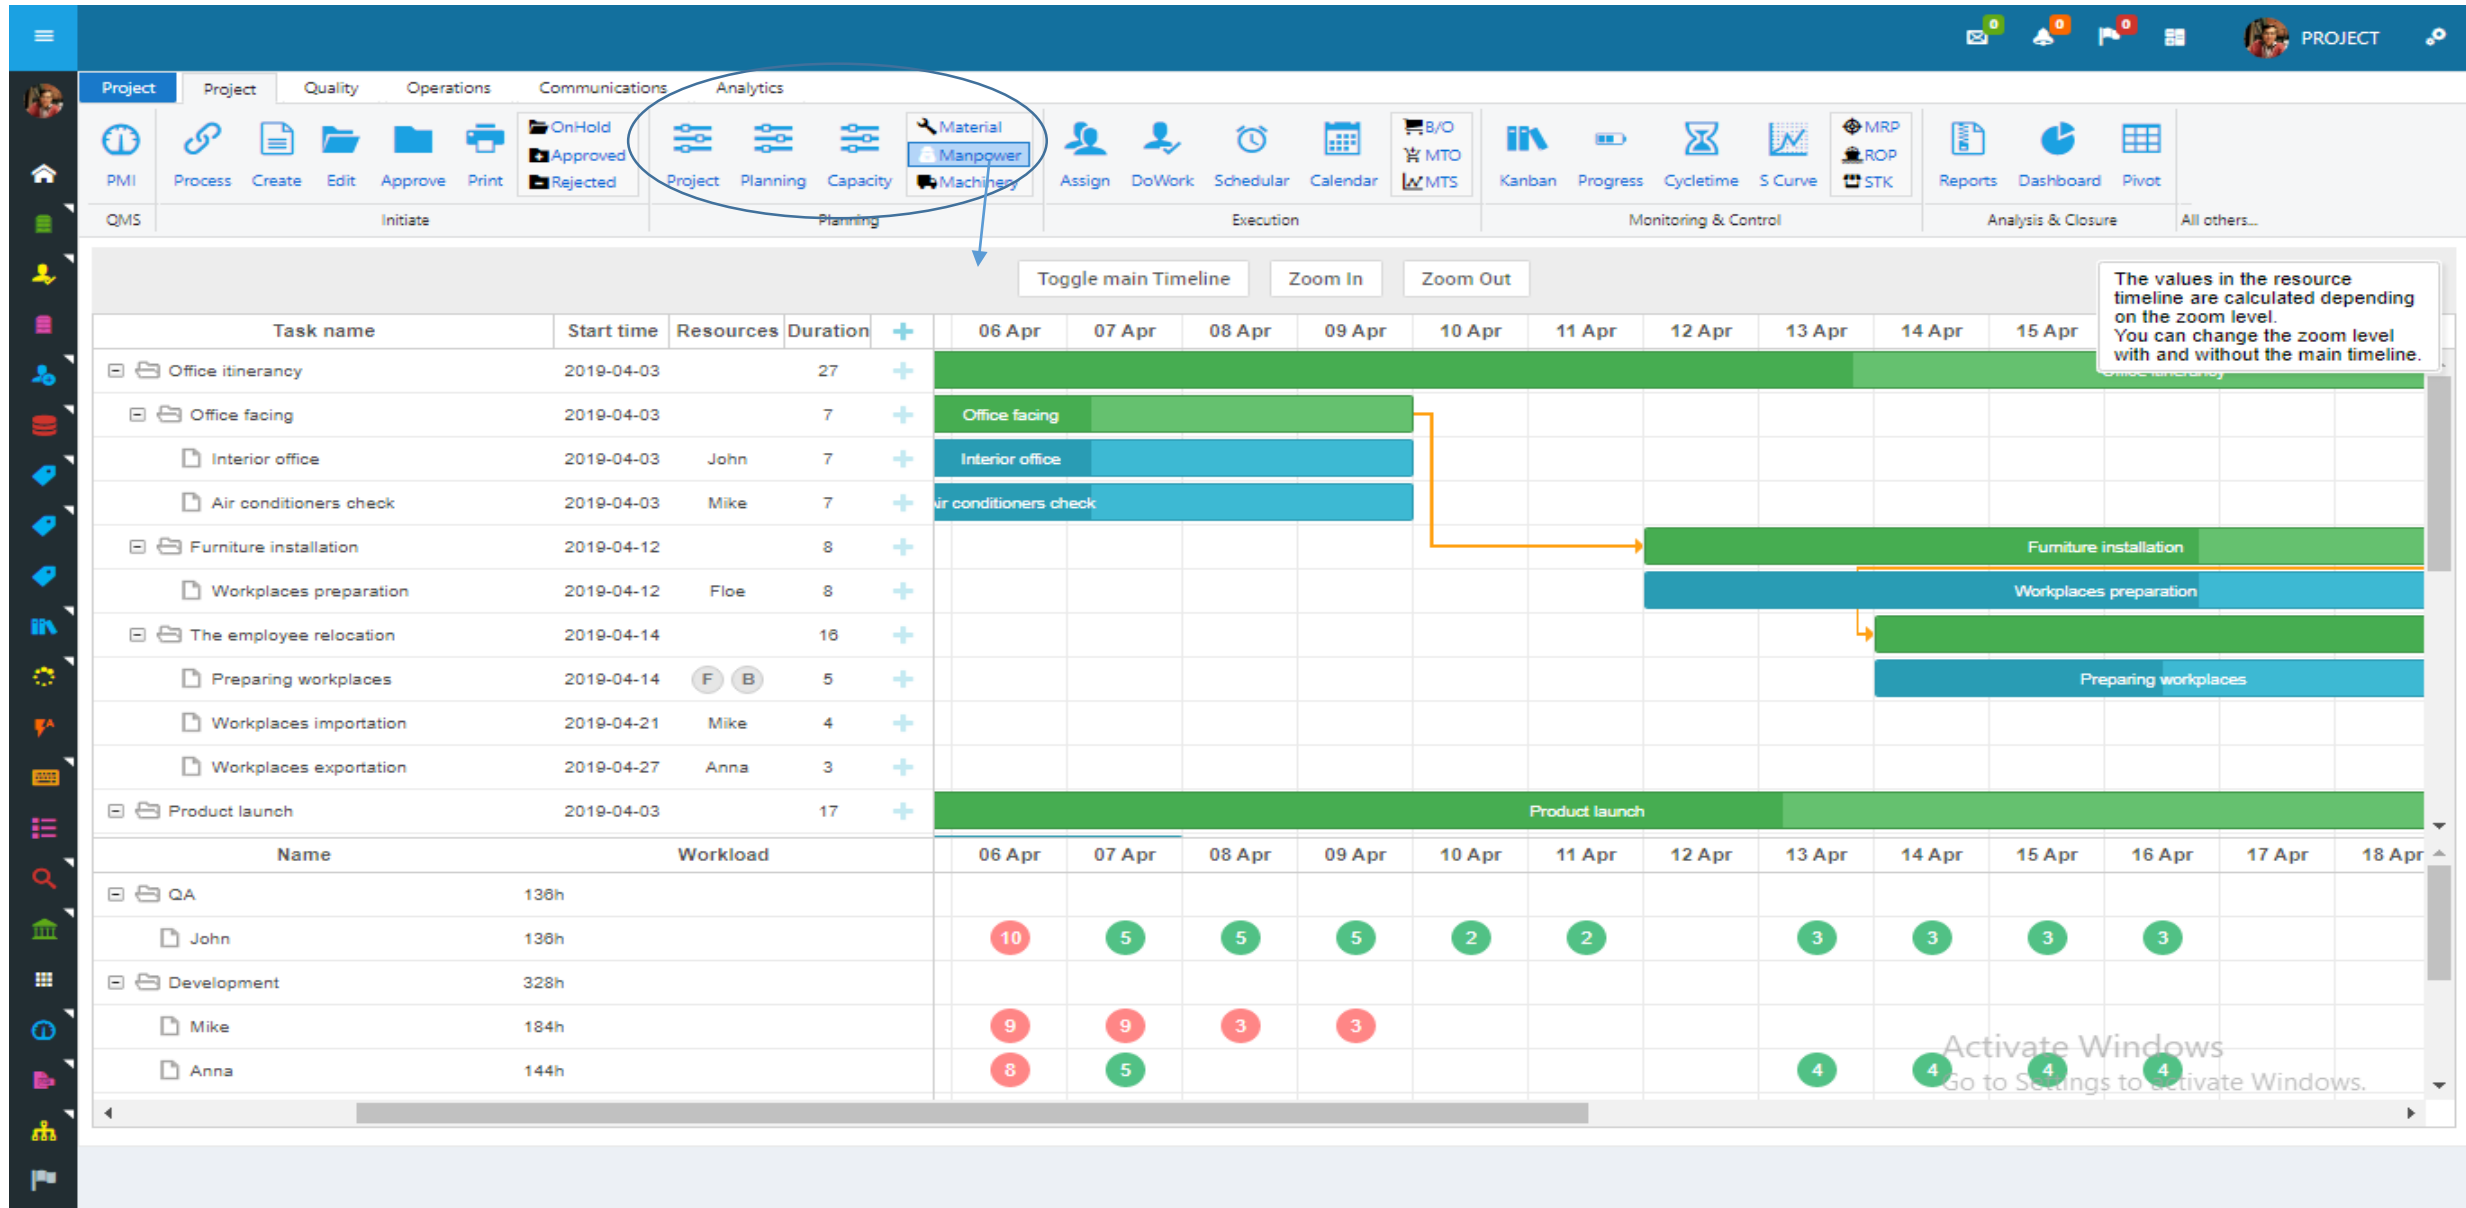 0 0 0 PROJECT
Project Project Quality Operations Communications Analytics
OnHold Material B/O MRP
Approved Manpower MTO ROP
PMI Process Create Edit Approve Print Rejected Project Planning Capacity Machinery Assign DoWork Schedular Calendar MTS Kanban Progress Cycletime S Curve STK Reports Dashboard Pivot
QMS Initiate Planning Execution Monitoring & Control Analysis & Closure All others...
Toggle main Timeline Zoom In Zoom Out
The values in the resource
timeline are calculated depending
on the zoom level.
You can change the zoom level
with and without the main timeline.
Task name Start time Resources Duration 06 Apr 07 Apr 08 Apr 09 Apr 10 Apr 11 Apr 12 Apr 13 Apr 14 Apr 15 Apr
Office itinerancy 2019-04-03 27 Office itinerancy
Office facing 2019-04-03 7 Office facing
Interior office 2019-04-03 John 7 Interior office
Air conditioners check 2019-04-03 Mike 7 Air conditioners check
Furniture installation 2019-04-12 8 Furniture installation
Workplaces preparation 2019-04-12 Floe 8 Workplaces preparation
The employee relocation 2019-04-14 16
Preparing workplaces 2019-04-14 F B 5 Preparing workplaces
Workplaces importation 2019-04-21 Mike 4
Workplaces exportation 2019-04-27 Anna 3
Product launch 2019-04-03 17 Product launch
Name Workload 06 Apr 07 Apr 08 Apr 09 Apr 10 Apr 11 Apr 12 Apr 13 Apr 14 Apr 15 Apr 16 Apr 17 Apr 18 Apr
QA 136h
John 136h 10 5 5 5 2 2 3 3 3 3
Development 328h
Mike 184h 9 9 3 3
Anna 144h 8 5 4 4 4 4
Activate Windows
Go to Settings to activate Windows.